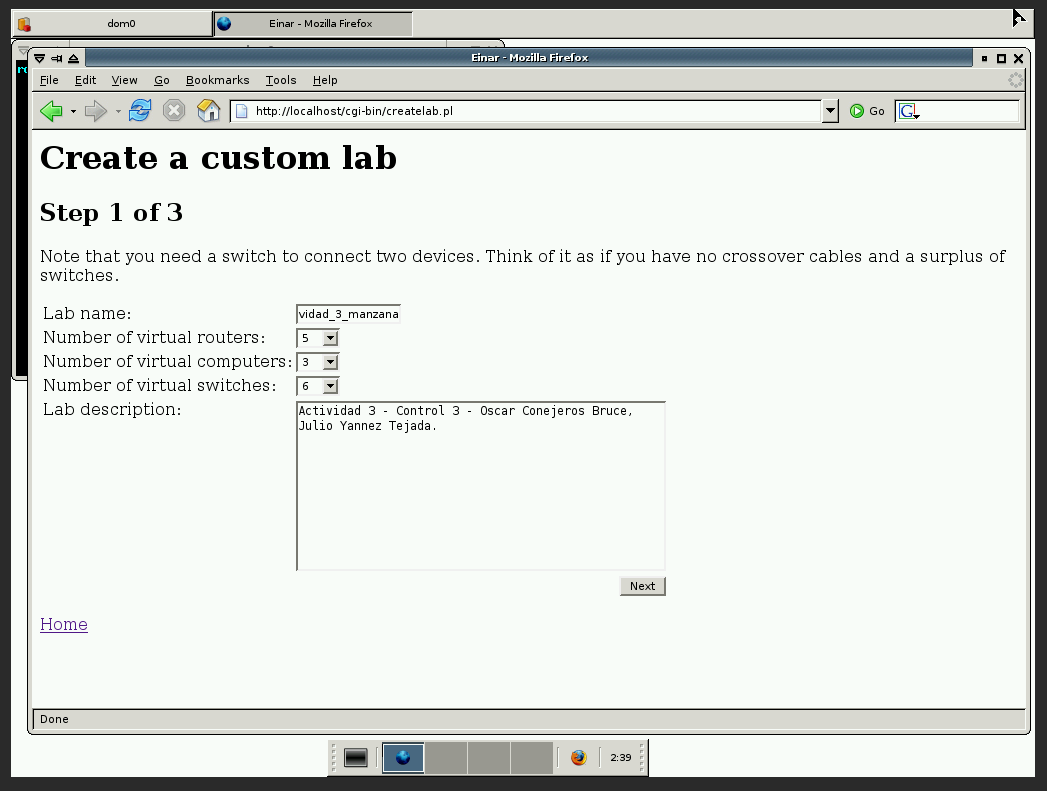 dom0
Einar - Mozilla Firefox
Einar - Mozilla Firefox
File Edit View Go Bookmarks Tools Help
http://localhost/cgi-bin/createlab.pl
Go
G
Create a custom lab
Step 1 of 3
Note that you need a switch to connect two devices. Think of it as if you have no crossover cables and a surplus of
switches.
Lab name: vidad_3_manzana
Number of virtual routers: 5
Number of virtual computers: 3
Number of virtual switches: 6
Lab description:
Actividad 3 - Control 3 - Oscar Conejeros Bruce,
Julio Yannez Tejada.
Next
Home
Done
2:39